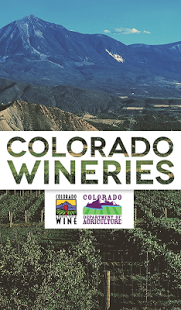 COLORADO
WINERIES
COLORADO
WINE
COLORADO
DEPARTMENT OF
AGRICULTURE